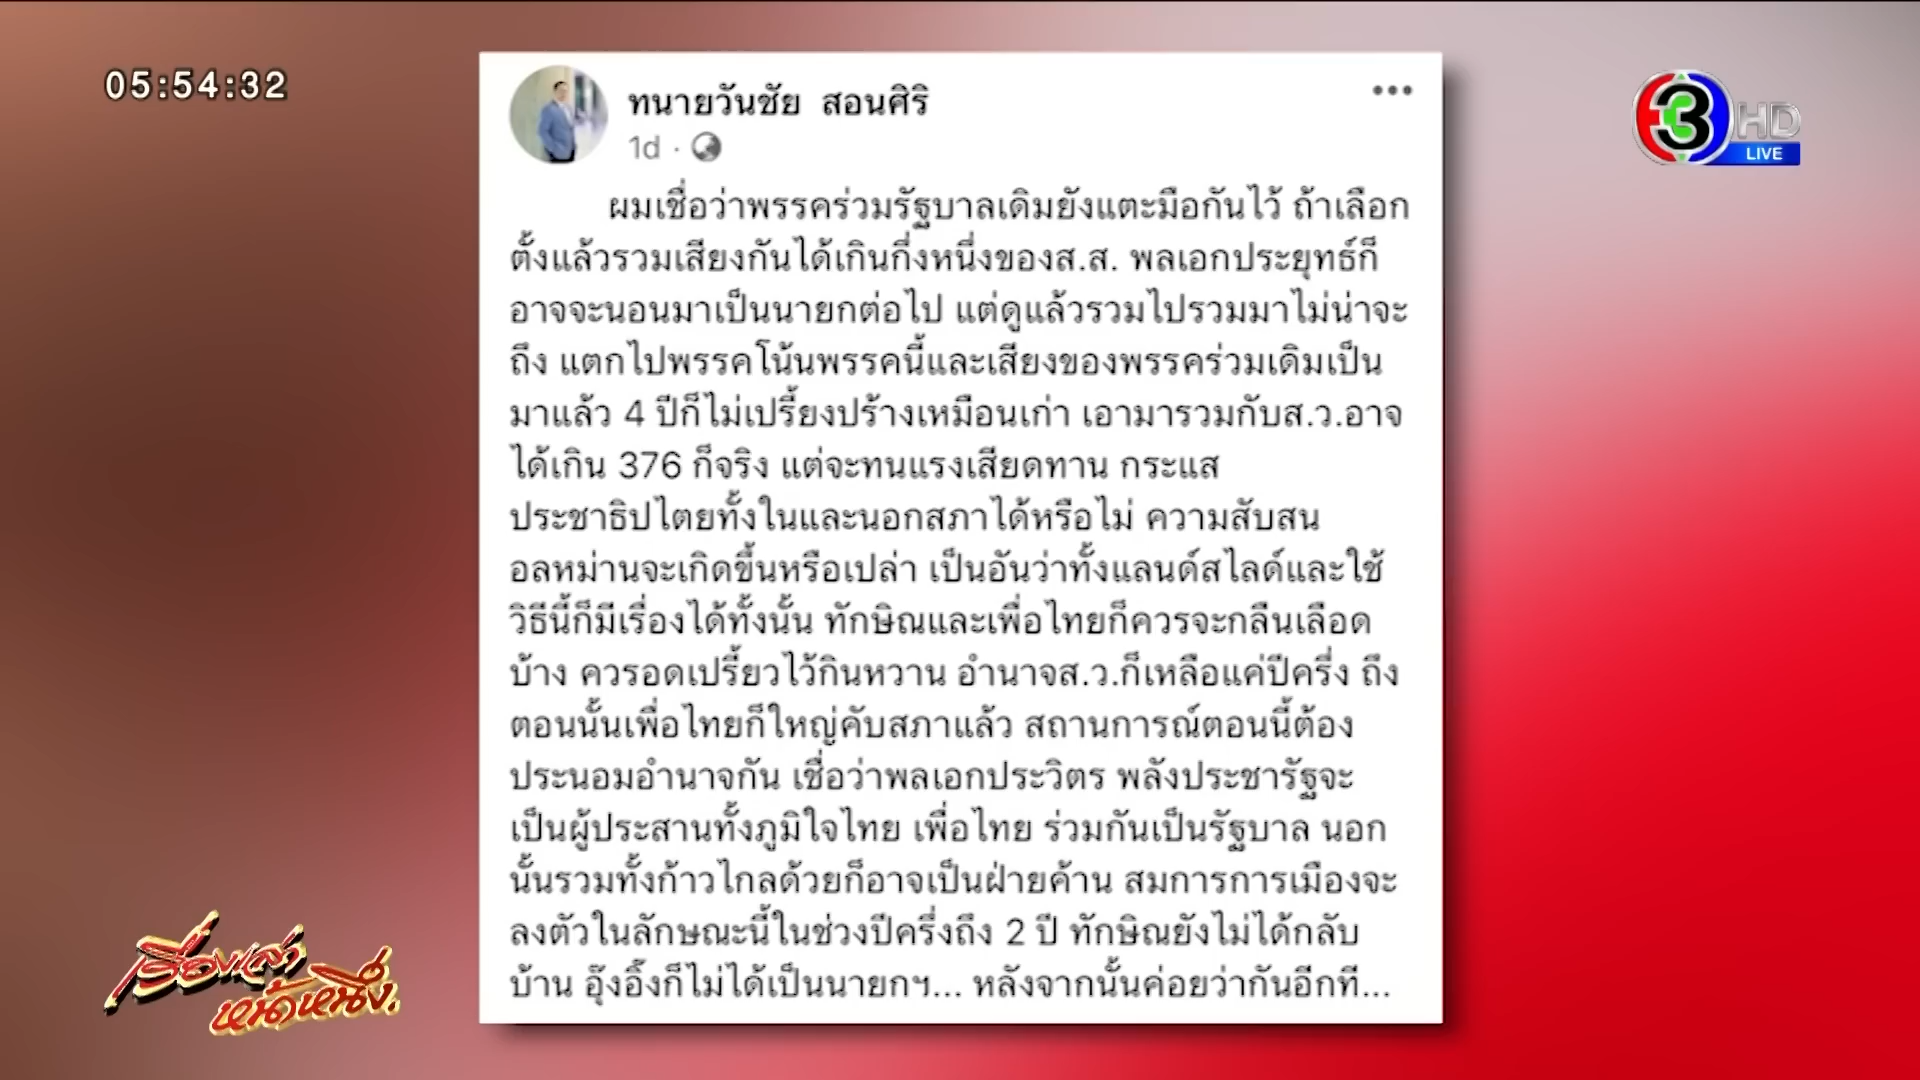 05:54:32
ทนายวันชัย สอนศิริ
1d
3 HD
LIVE
ผมเชื่อว่าพรรคร่วมรัฐบาลเดิมยังแตะมือกันไว้ ถ้าเลือก
ตั้งแล้วรวมเสียงกันได้เกินกึ่งหนึ่งของส.ส. พลเอกประยุทธ์ก็
อาจจะนอนมาเป็นนายกต่อไป แต่ดูแล้วรวมไปรวมมาไม่น่าจะ
ถึง แตกไปพรรคโน้นพรรคนี้และเสียงของพรรคร่วมเดิมเป็น
มาแล้ว 4 ปีก็ไม่เปรี้ยงปร้างเหมือนเก่า เอามารวมกับส.ว.อาจ
ได้เกิน 376 ก็จริง แต่จะทนแรงเสียดทาน กระแส
ประชาธิปไตยทั้งในและนอกสภาได้หรือไม่ ความสับสน
อลหม่านจะเกิดขึ้นหรือเปล่า เป็นอันว่าทั้งแลนด์สไลด์และใช้
วิธีนี้ก็มีเรื่องได้ทั้งนั้น ทักษิณและเพื่อไทยก็ควรจะกลืนเลือด
บ้าง ควรอดเปรี้ยวไว้กินหวาน อำนาจส.ว.ก็เหลือแค่ปีครึ่ง ถึง
ตอนนั้นเพื่อไทยก็ใหญ่คับสภาแล้ว สถานการณ์ตอนนี้ต้อง
ประนอมอำนาจกัน เชื่อว่าพลเอกประวิตร พลังประชารัฐจะ
เป็นผู้ประสานทั้งภูมิใจไทย เพื่อไทย ร่วมกันเป็นรัฐบาล นอก
นั้นรวมทั้งก้าวไกลด้วยก็อาจเป็นฝ่ายค้าน สมการการเมืองจะ
ลงตัวในลักษณะนี้ในช่วงปีครึ่งถึง 2 ปี ทักษิณยังไม่ได้กลับ
บ้าน อุ๊งอิ๊งก็ไม่ได้เป็นนายกฯ... หลังจากนั้นค่อยว่ากันอีกที...
เรื่องเล่า
หน้าหนึ่ง